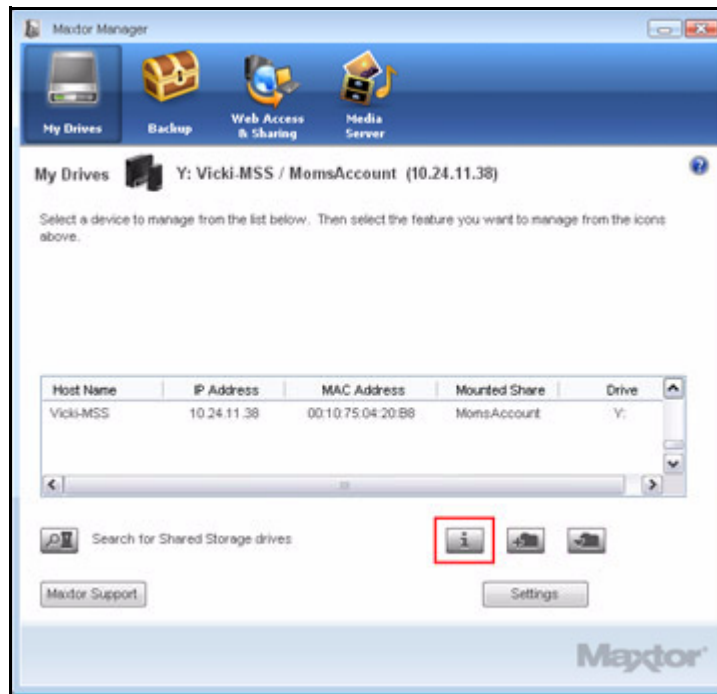 Maxtor Manager
My Drives
Backup
Web Access
& Sharing
Media
Server
My Drives Y: Vicki-MSS / MomsAccount (10.24.11.38)
?
Select a device to manage from the list below. Then select the feature you want to manage from the icons
above.
Host Name IP Address MAC Address Mounted Share Drive
Vicki-MSS 10.24.11.38 00:10:75:04:20:B8 MomsAccount Y:
Search for Shared Storage drives
i
Maxtor Support
Settings
Maxtor